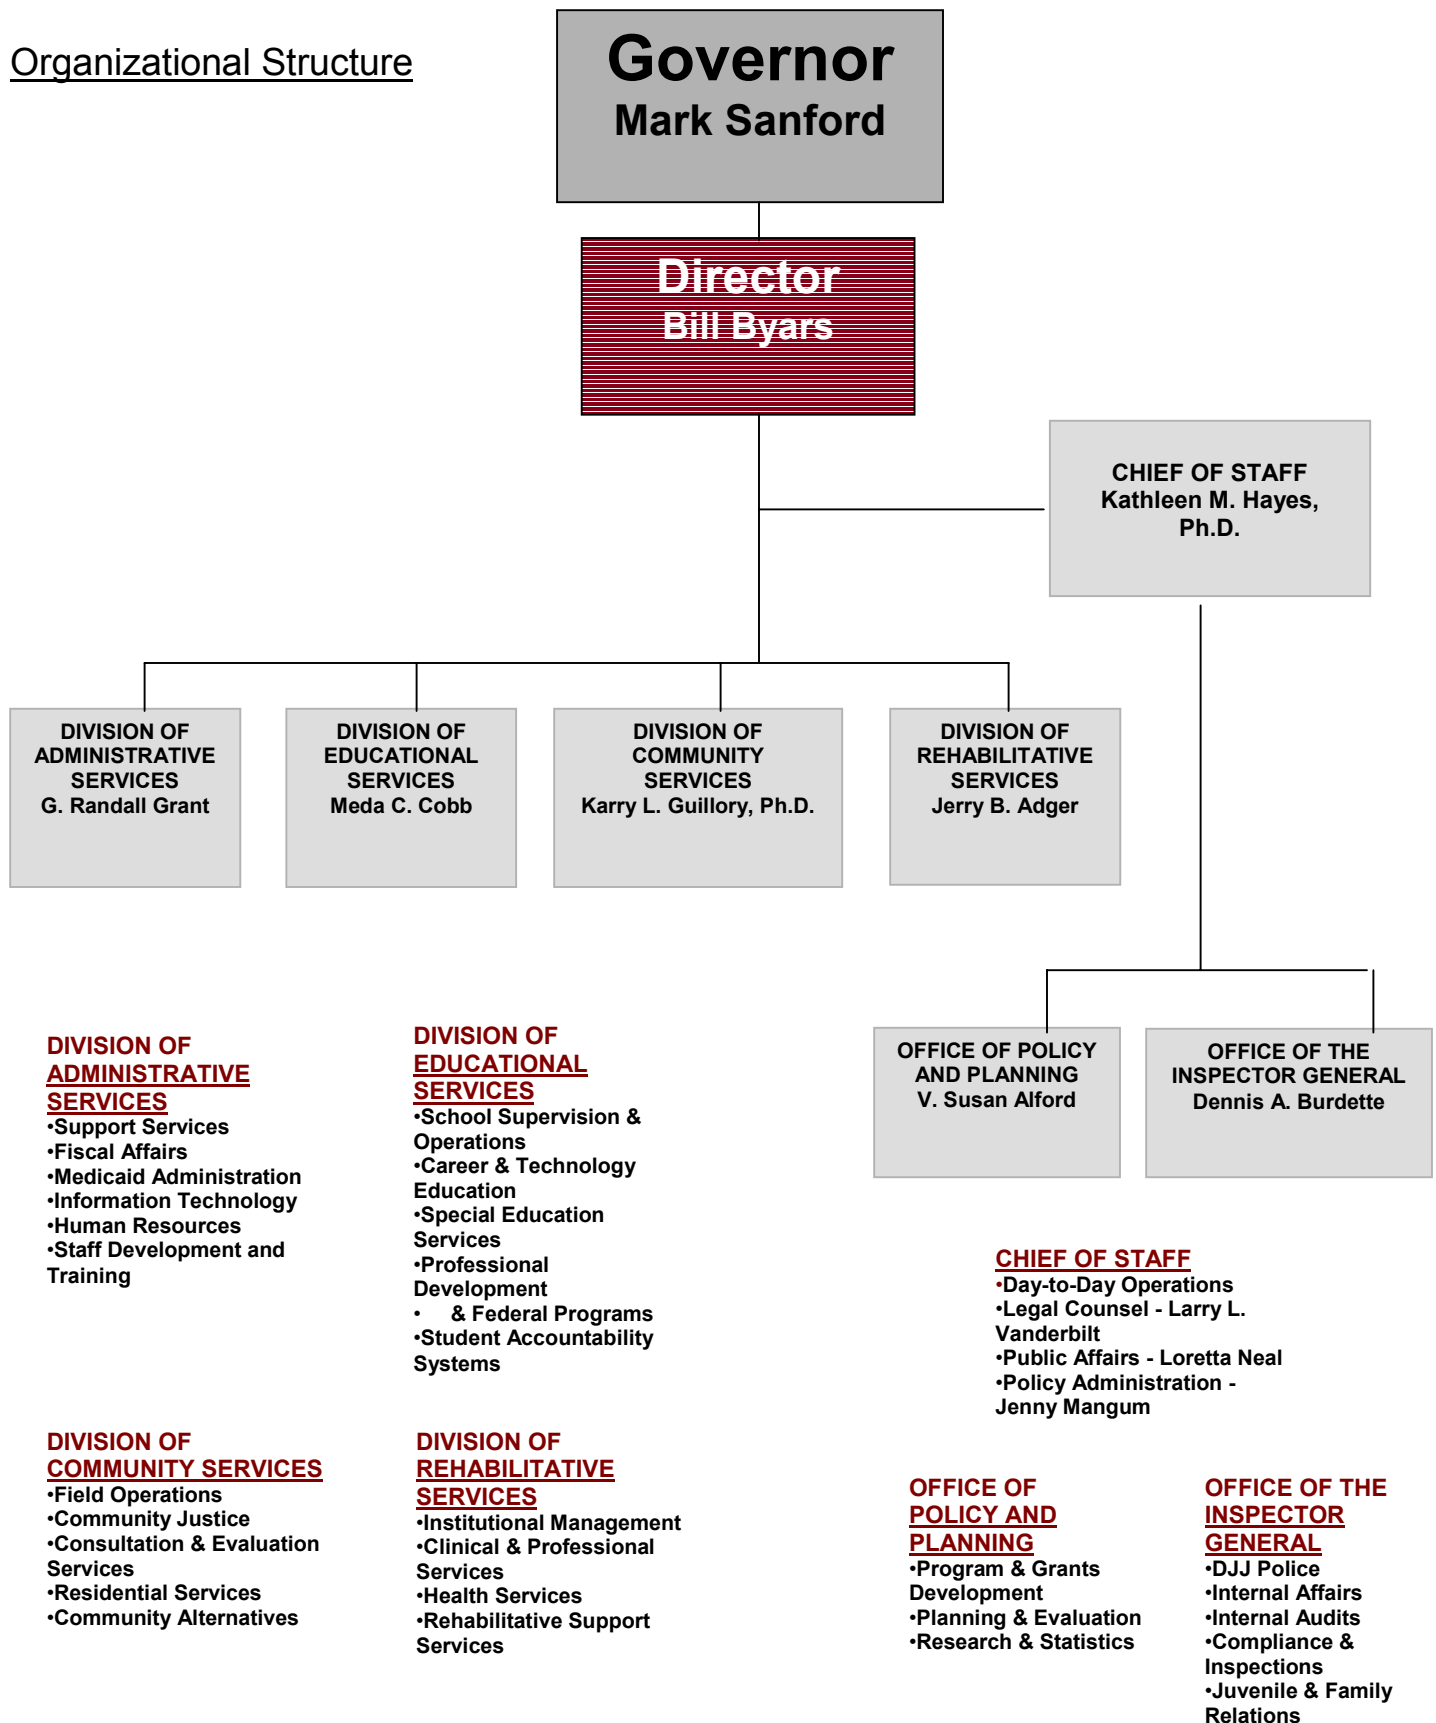 Organizational Structure
Governor
Mark Sanford
Director
Bill Byars
CHIEF OF STAFF
Kathleen M. Hayes,
Ph.D.
DIVISION OF
ADMINISTRATIVE
SERVICES
G. Randall Grant
DIVISION OF
EDUCATIONAL
SERVICES
Meda C. Cobb
DIVISION OF
COMMUNITY
SERVICES
Karry L. Guillory, Ph.D.
DIVISION OF
REHABILITATIVE
SERVICES
Jerry B. Adger
OFFICE OF POLICY
AND PLANNING
V. Susan Alford
OFFICE OF THE
INSPECTOR GENERAL
Dennis A. Burdette
DIVISION OF
ADMINISTRATIVE
SERVICES
•Support Services
•Fiscal Affairs
•Medicaid Administration
•Information Technology
•Human Resources
•Staff Development and
Training
DIVISION OF
EDUCATIONAL
SERVICES
•School Supervision &
Operations
•Career & Technology
Education
•Special Education
Services
•Professional
Development
• & Federal Programs
•Student Accountability
Systems
CHIEF OF STAFF
•Day-to-Day Operations
•Legal Counsel - Larry L.
Vanderbilt
•Public Affairs - Loretta Neal
•Policy Administration -
Jenny Mangum
DIVISION OF
COMMUNITY SERVICES
•Field Operations
•Community Justice
•Consultation & Evaluation
Services
•Residential Services
•Community Alternatives
DIVISION OF
REHABILITATIVE
SERVICES
•Institutional Management
•Clinical & Professional
Services
•Health Services
•Rehabilitative Support
Services
OFFICE OF
POLICY AND
PLANNING
•Program & Grants
Development
•Planning & Evaluation
•Research & Statistics
OFFICE OF THE
INSPECTOR
GENERAL
•DJJ Police
•Internal Affairs
•Internal Audits
•Compliance &
Inspections
•Juvenile & Family
Relations